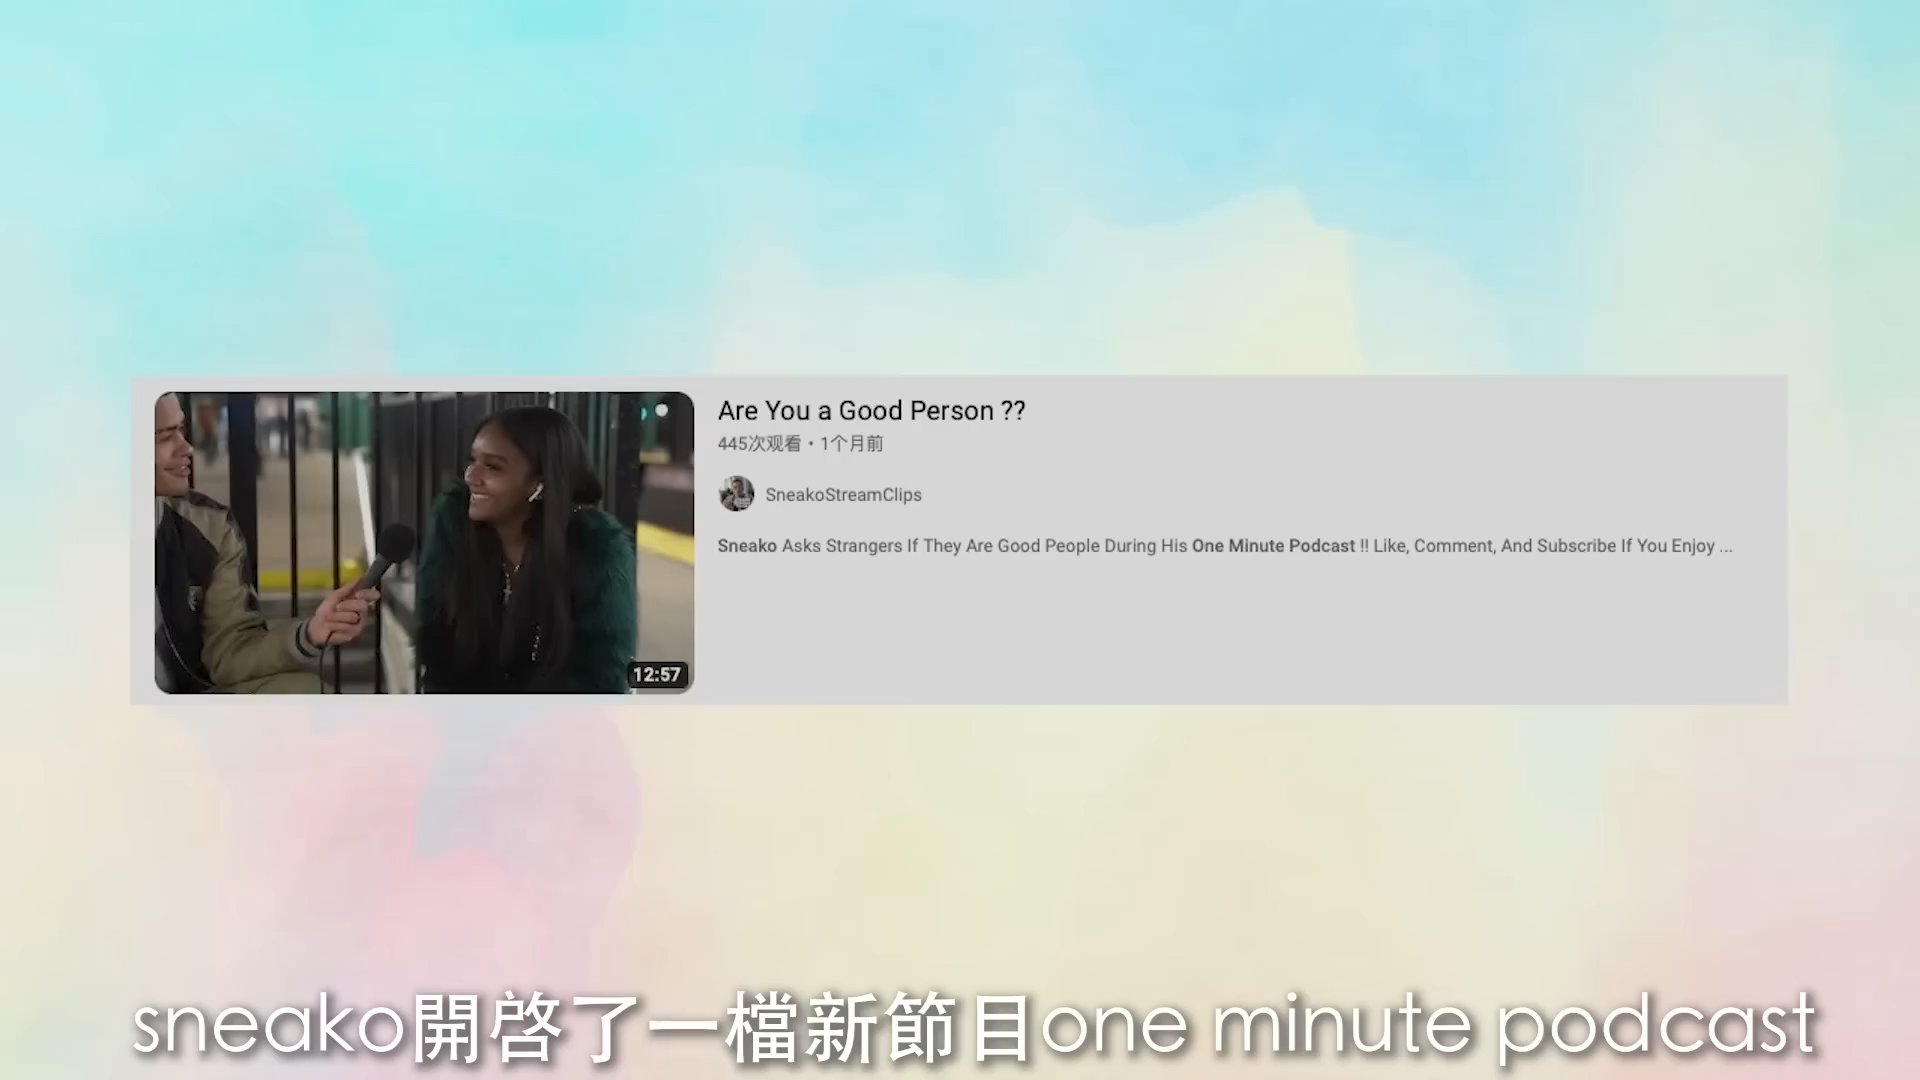 Are You a Good Person ??
445次观看・1个月前
SneakoStreamClips
Sneako Asks Strangers If They Are Good People During His One Minute Podcast !! Like, Comment, And Subscribe If You Enjoy ...
12:57
sneako開啓了一檔新節目one minute podcast